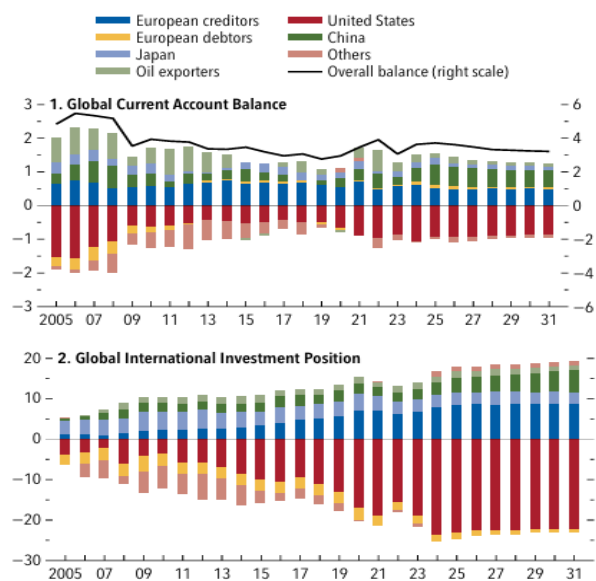 European creditors United States
European debtors China
Japan Others
Oil exporters Overall balance (right scale)
3 – 1. Global Current Account Balance – 6
2 – – 4
1 – – 2
0 0
–1 – – –2
–2 – – –4
–3 –6
2005 07 09 11 13 15 17 19 21 23 25 27 29 31
20 – 2. Global International Investment Position
10 –
0
–10 –
–20 –
–30
2005 07 09 11 13 15 17 19 21 23 25 27 29 31